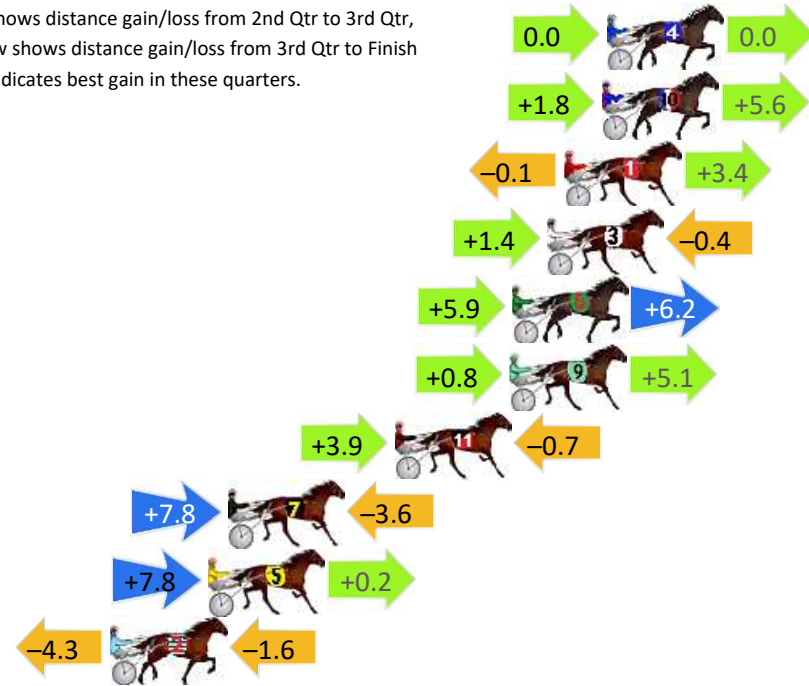 hows distance gain/loss from 2nd Qtr to 3rd Qtr,
w shows distance gain/loss from 3rd Qtr to Finish
dicates best gain in these quarters.
0.0 4 0.0
+1.8 10 +5.6
–0.1 1 +3.4
+1.4 3 –0.4
+5.9 +6.2
+0.8 9 +5.1
+3.9 11 –0.7
+7.8 7 –3.6
+7.8 5 +0.2
–4.3 2 –1.6